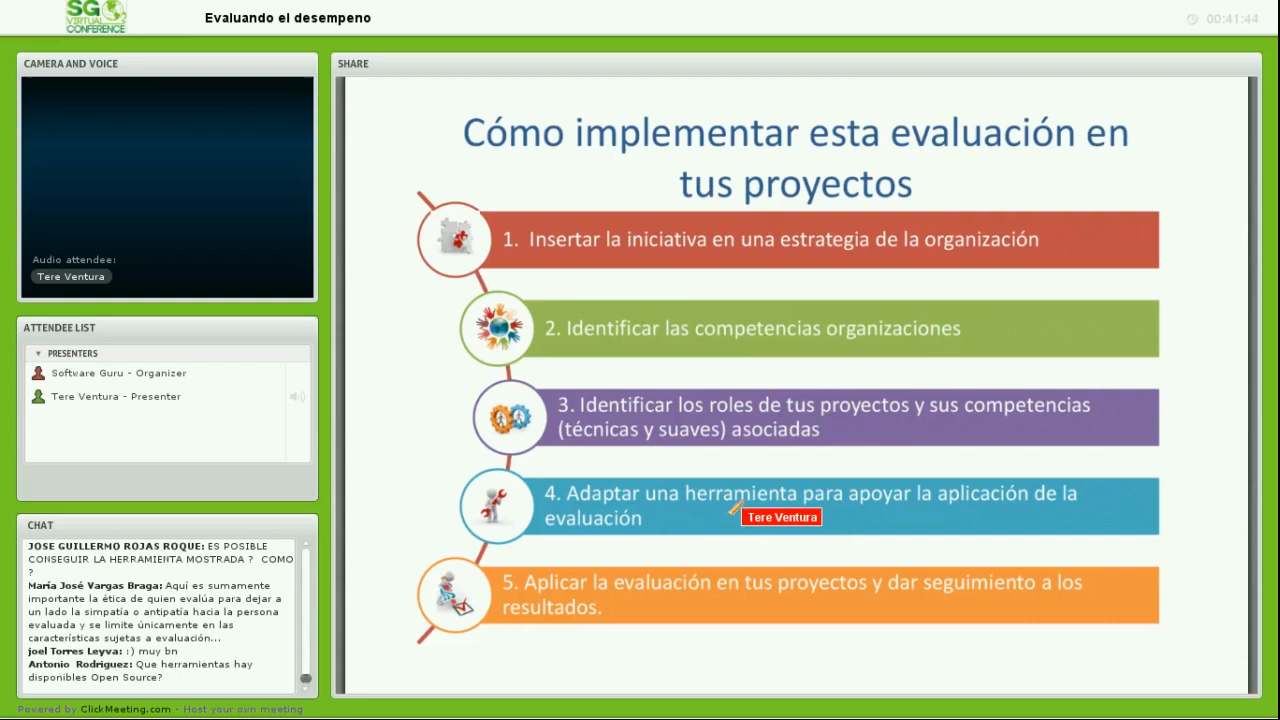 SG
VIRTUAL
CONFERENCE
Evaluando el desempeno
00:41:44
CAMERA AND VOICE
Audio attendee:
Tere Ventura
ATTENDEE LIST
PRESENTERS
Software Guru - Organizer
Tere Ventura - Presenter
CHAT
JOSE GUILLERMO ROJAS ROQUE: ES POSIBLE
CONSEGUIR LA HERRAMIENTA MOSTRADA ? COMO
?
María José Vargas Braga: Aquí es sumamente
importante la ética de quien evalúa para dejar a
un lado la simpatía o antipatía hacia la persona
evaluada y se limite únicamente en las
características sujetas a evaluación...
joel Torres Leyva: :) muy bn
Antonio Rodriguez: Que herramientas hay
disponibles Open Source?
Powered by ClickMeeting.com - Host your own meeting
SHARE
Cómo implementar esta evaluación en
tus proyectos
1. Insertar la iniciativa en una estrategia de la organización
2. Identificar las competencias organizaciones
3. Identificar los roles de tus proyectos y sus competencias
(técnicas y suaves) asociadas
4. Adaptar una herramienta para apoyar la aplicación de la
evaluación
Tere Ventura
5. Aplicar la evaluación en tus proyectos y dar seguimiento a los
resultados.